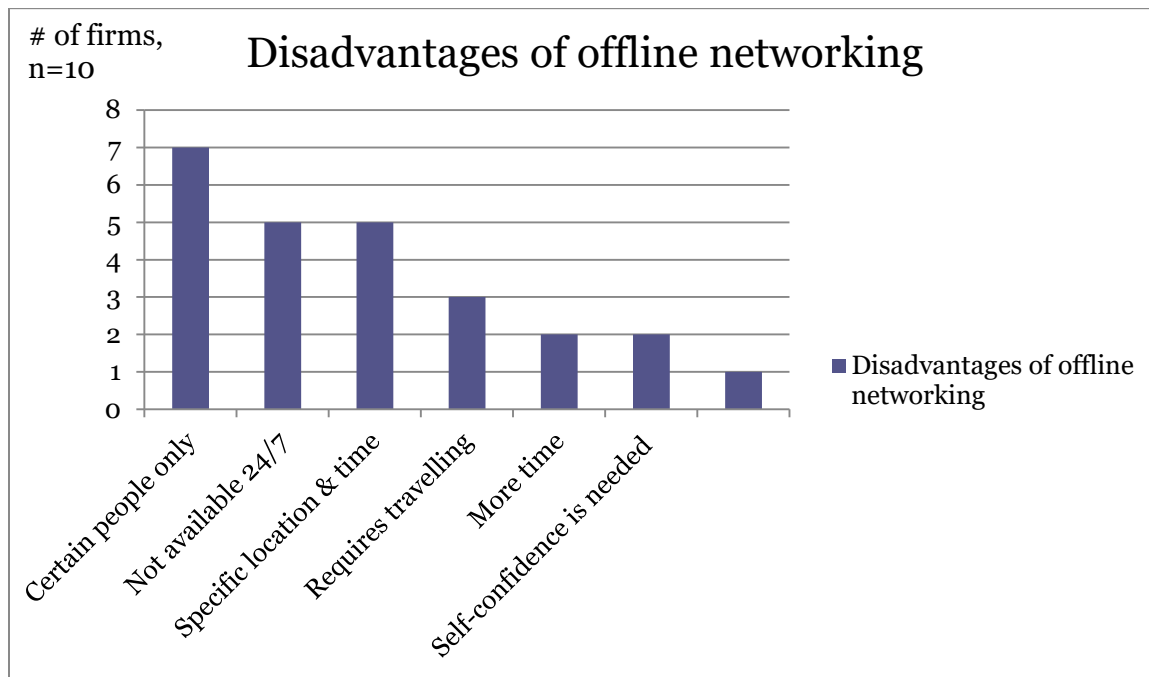 # of firms,
n=10
Disadvantages of offline networking
8
7
6
5
4
3
2
1
0
Certain people only
Not available 24/7
Specific location & time
Requires travelling
More time
Self-confidence is needed
Disadvantages of offline
networking